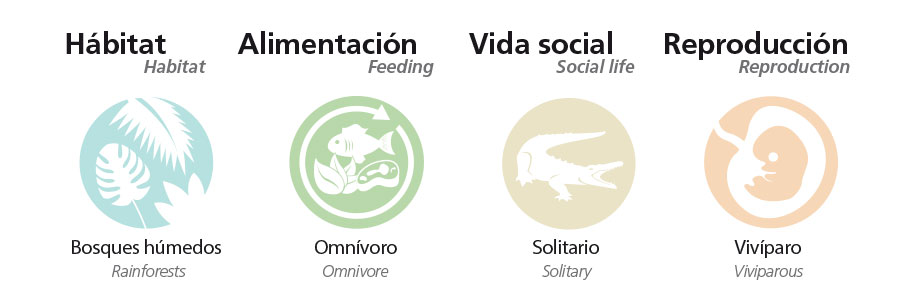 Hábitat
Habitat
Bosques húmedos
Rainforests
Alimentación
Feeding
Omnívoro
Omnivore
Vida social
Social life
Solitario
Solitary
Reproducción
Reproduction
Vivíparo
Viviparous